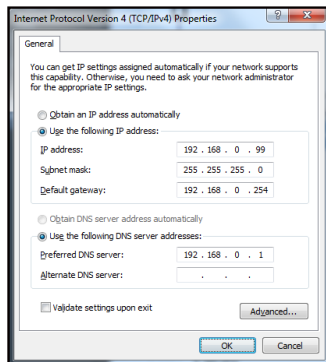 Internet Protocol Version 4 (TCP/IPv4) Properties
General
You can get IP settings assigned automatically if your network supports
this capability. Otherwise, you need to ask your network administrator
for the appropriate IP settings.
Obtain an IP address automatically
Use the following IP address:
IP address: 192 . 168 . 0 . 99
Subnet mask: 255 . 255 . 255 . 0
Default gateway: 192 . 168 . 0 . 254
Obtain DNS server address automatically
Use the following DNS server addresses:
Preferred DNS server: 192 . 168 . 0 . 1
Alternate DNS server: . . .
Validate settings upon exit
Advanced...
OK Cancel